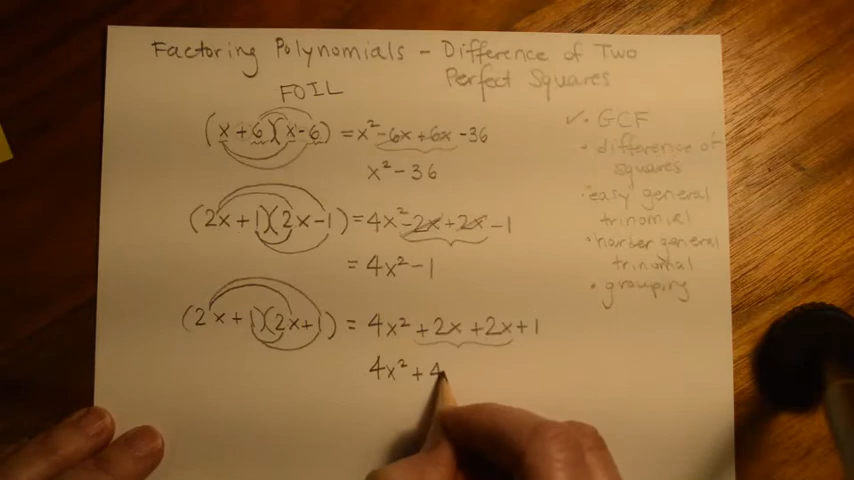 Factoring Polynomials - Difference of Two
Perfect Squares
FOIL
(x+6)(x-6) = x²-6x+6x-36
x²-36
(2x+1)(2x-1) = 4x²-2x+2x-1
= 4x²-1
(2x+1)(2x+1) = 4x²+2x+2x+1
4x²+4
✓• GCF
• difference of
squares
• easy general
trinomial
• harder general
trinomial
• grouping